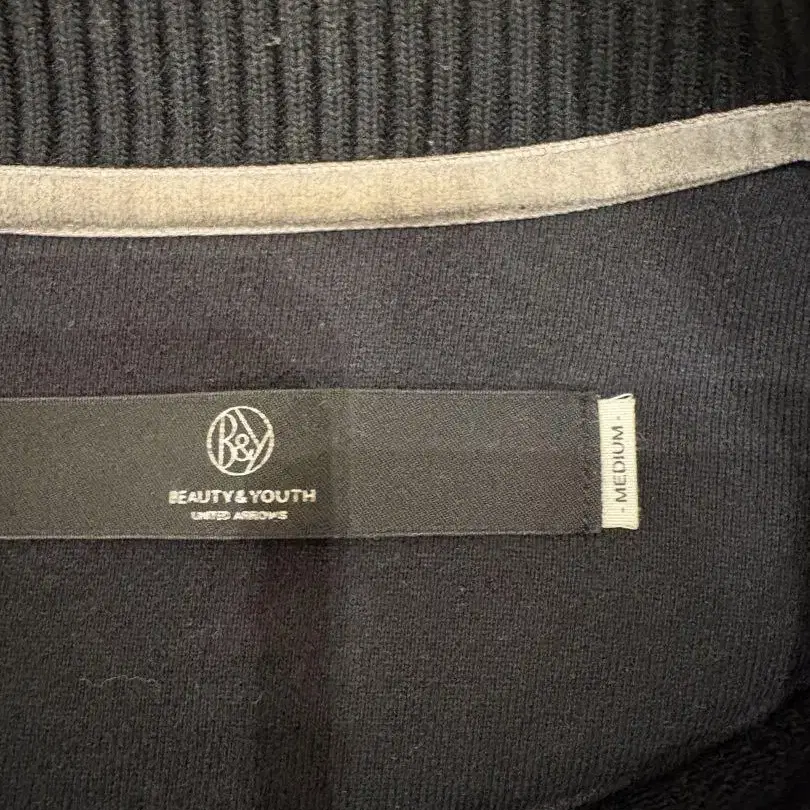 B&Y
BEAUTY & YOUTH
UNITED ARROWS
· MEDIUM ·